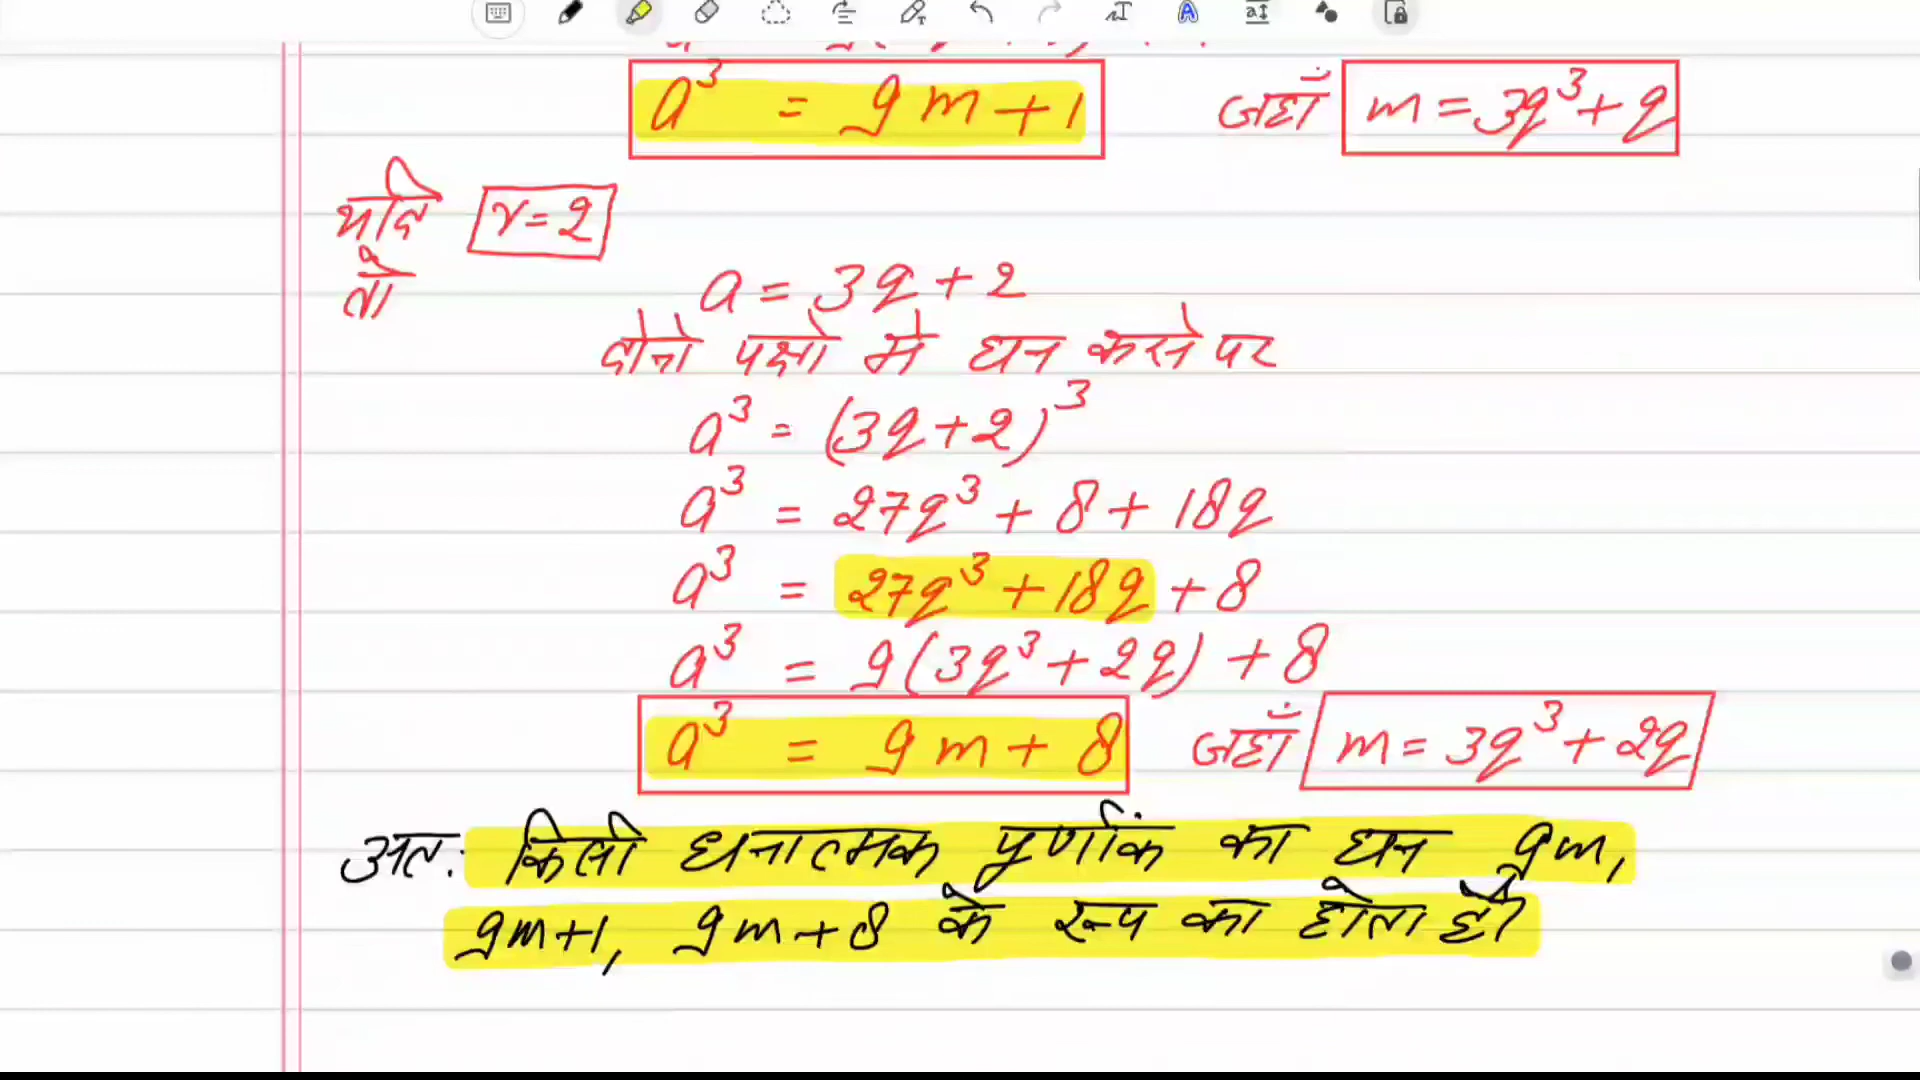 a³ = 9m+1 जहाँ m = 3q³+q
यदि r=2
तो
a = 3q+2
दोनो पक्षो मे घन करने पर
a³ = (3q+2)³
a³ = 27q³ + 8 + 18q
a³ = 27q³ + 18q + 8
a³ = 9(3q³+2q) + 8
a³ = 9m + 8 जहाँ m = 3q³ + 2q
अतः किसी धनात्मक पूर्णांक का घन 9m,
9m+1, 9m+8 के रूप का होता है।